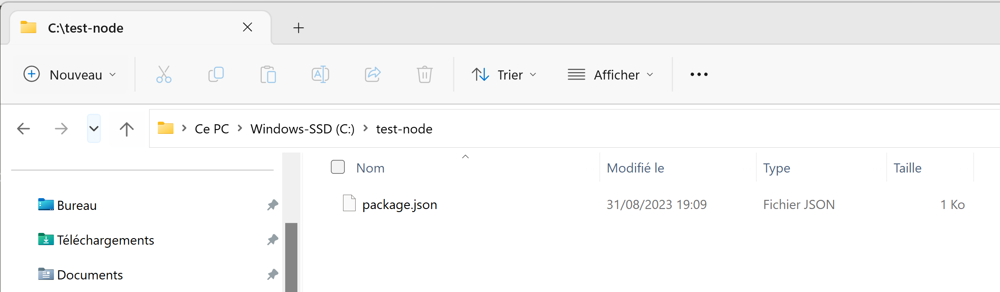 C:\test-node
Nouveau Trier Afficher
Ce PC Windows-SSD (C:) test-node
Nom Modifié le Type Taille
package.json 31/08/2023 19:09 Fichier JSON 1 Ko
Bureau
Téléchargements
Documents